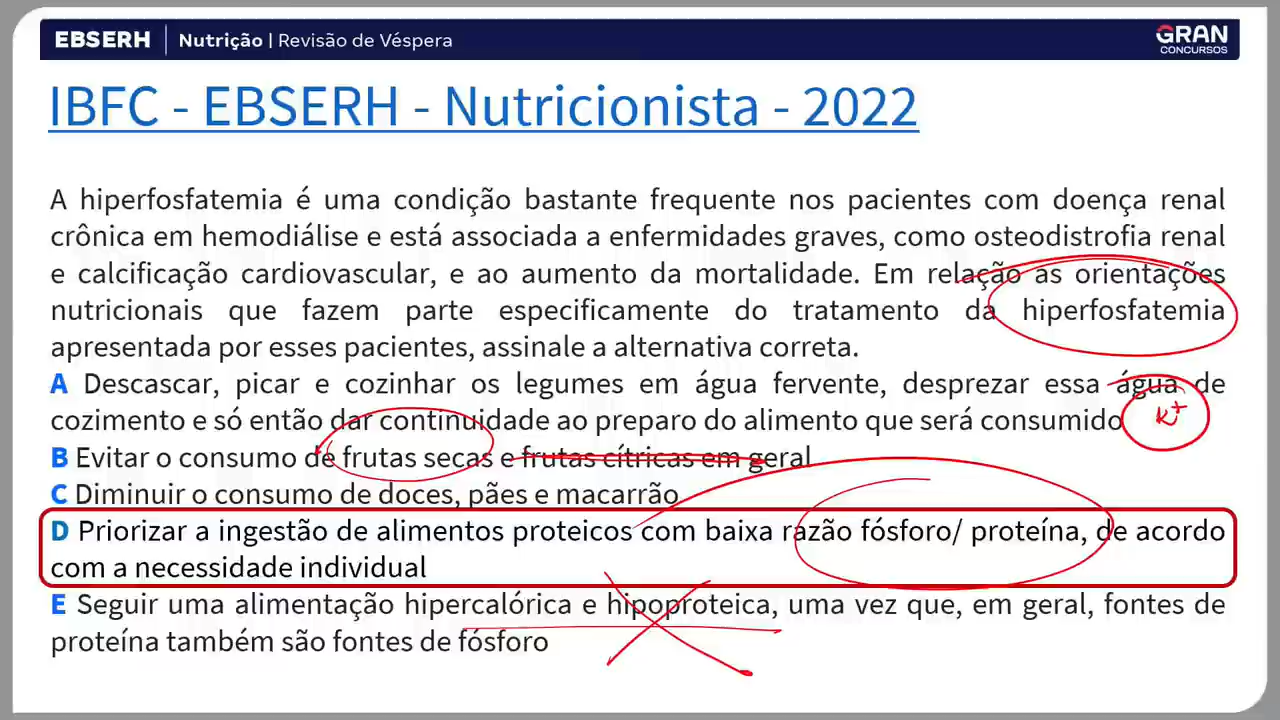 EBSERH | Nutrição | Revisão de Véspera
GRAN
CONCURSOS
IBFC - EBSERH - Nutricionista - 2022
A hiperfosfatemia é uma condição bastante frequente nos pacientes com doença renal
crônica em hemodiálise e está associada a enfermidades graves, como osteodistrofia renal
e calcificação cardiovascular, e ao aumento da mortalidade. Em relação às orientações
nutricionais que fazem parte especificamente do tratamento da hiperfosfatemia
apresentada por esses pacientes, assinale a alternativa correta.
A Descascar, picar e cozinhar os legumes em água fervente, desprezar essa água de
cozimento e só então dar continuidade ao preparo do alimento que será consumido
K+
B Evitar o consumo de frutas secas e frutas cítricas em geral
C Diminuir o consumo de doces, pães e macarrão
D Priorizar a ingestão de alimentos proteicos com baixa razão fósforo/ proteína, de acordo
com a necessidade individual
E Seguir uma alimentação hipercalórica e hipoproteica, uma vez que, em geral, fontes de
proteína também são fontes de fósforo